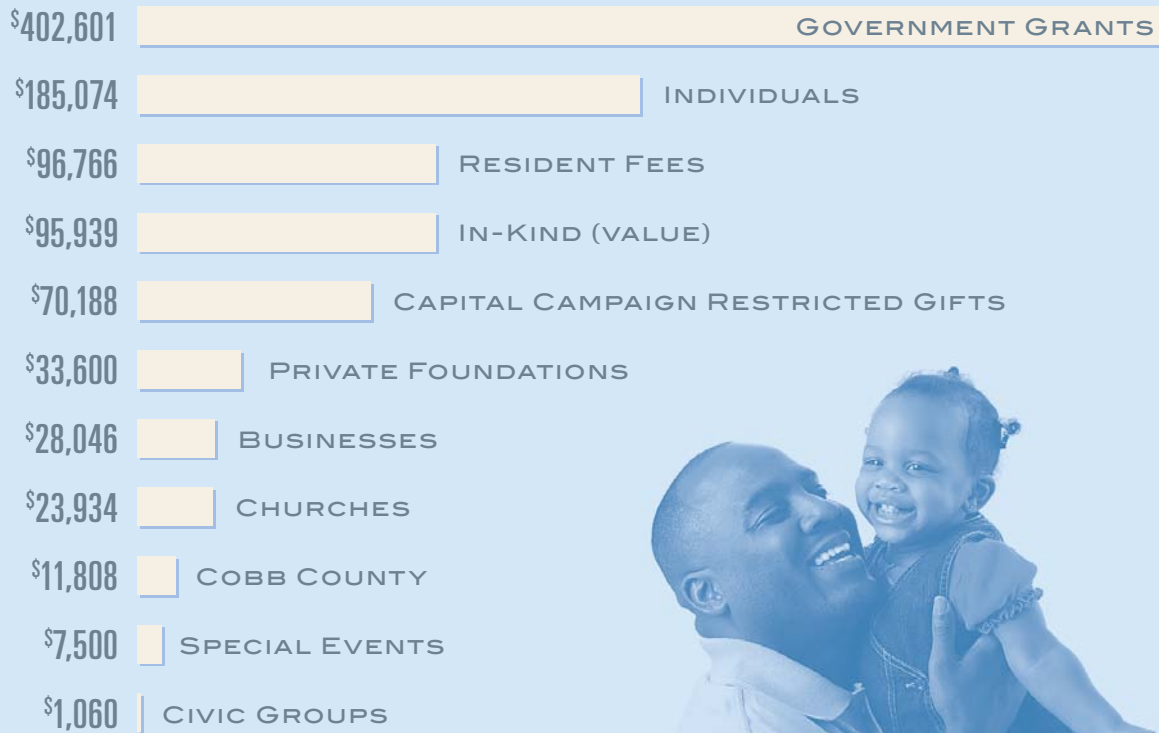 $402,601 GOVERNMENT GRANTS
$185,074 INDIVIDUALS
$96,766 RESIDENT FEES
$95,939 IN-KIND (VALUE)
$70,188 CAPITAL CAMPAIGN RESTRICTED GIFTS
$33,600 PRIVATE FOUNDATIONS
$28,046 BUSINESSES
$23,934 CHURCHES
$11,808 COBB COUNTY
$7,500 SPECIAL EVENTS
$1,060 CIVIC GROUPS